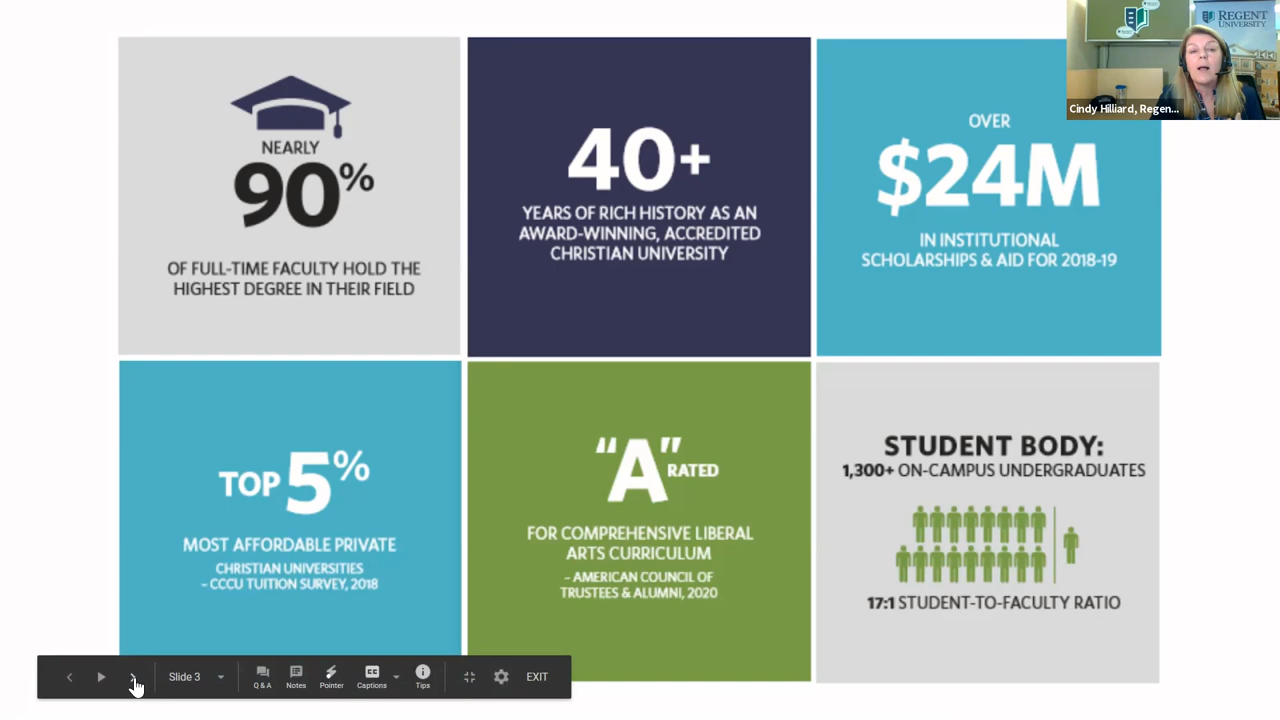 REGENT
UNIVERSITY
Cindy Hilliard, Regen...
NEARLY
90%
OF FULL-TIME FACULTY HOLD THE
HIGHEST DEGREE IN THEIR FIELD
40+
YEARS OF RICH HISTORY AS AN
AWARD-WINNING, ACCREDITED
CHRISTIAN UNIVERSITY
OVER
$24M
IN INSTITUTIONAL
SCHOLARSHIPS & AID FOR 2018-19
TOP 5%
MOST AFFORDABLE PRIVATE
CHRISTIAN UNIVERSITIES
– CCCU TUITION SURVEY, 2018
“A” RATED
FOR COMPREHENSIVE LIBERAL
ARTS CURRICULUM
– AMERICAN COUNCIL OF
TRUSTEES & ALUMNI, 2020
STUDENT BODY:
1,300+ ON-CAMPUS UNDERGRADUATES
17:1 STUDENT-TO-FACULTY RATIO
Slide 3
Q & A
Notes
Pointer
CC
Captions
Tips
EXIT